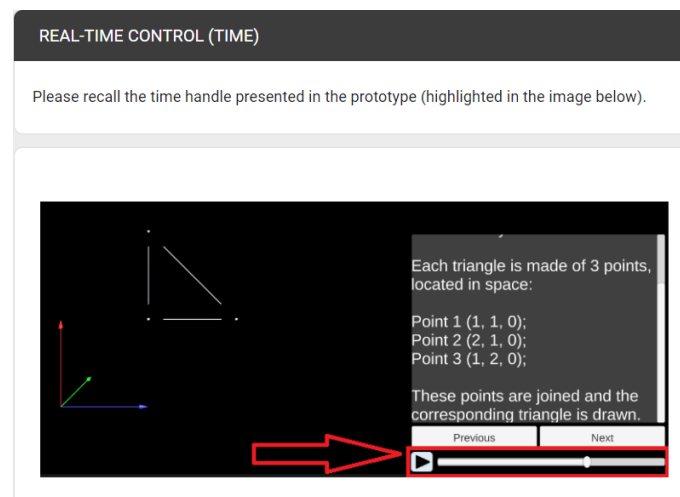 REAL-TIME CONTROL (TIME)
Please recall the time handle presented in the prototype (highlighted in the image below).
Each triangle is made of 3 points,
located in space:
Point 1 (1, 1, 0);
Point 2 (2, 1, 0);
Point 3 (1, 2, 0);
These points are joined and the
corresponding triangle is drawn.
Previous
Next